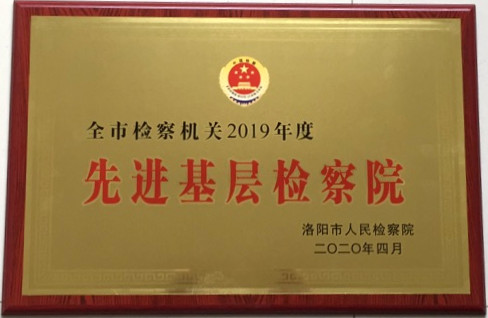 全市检察机关2019年度
先进基层检察院
洛阳市人民检察院
二〇二〇年四月